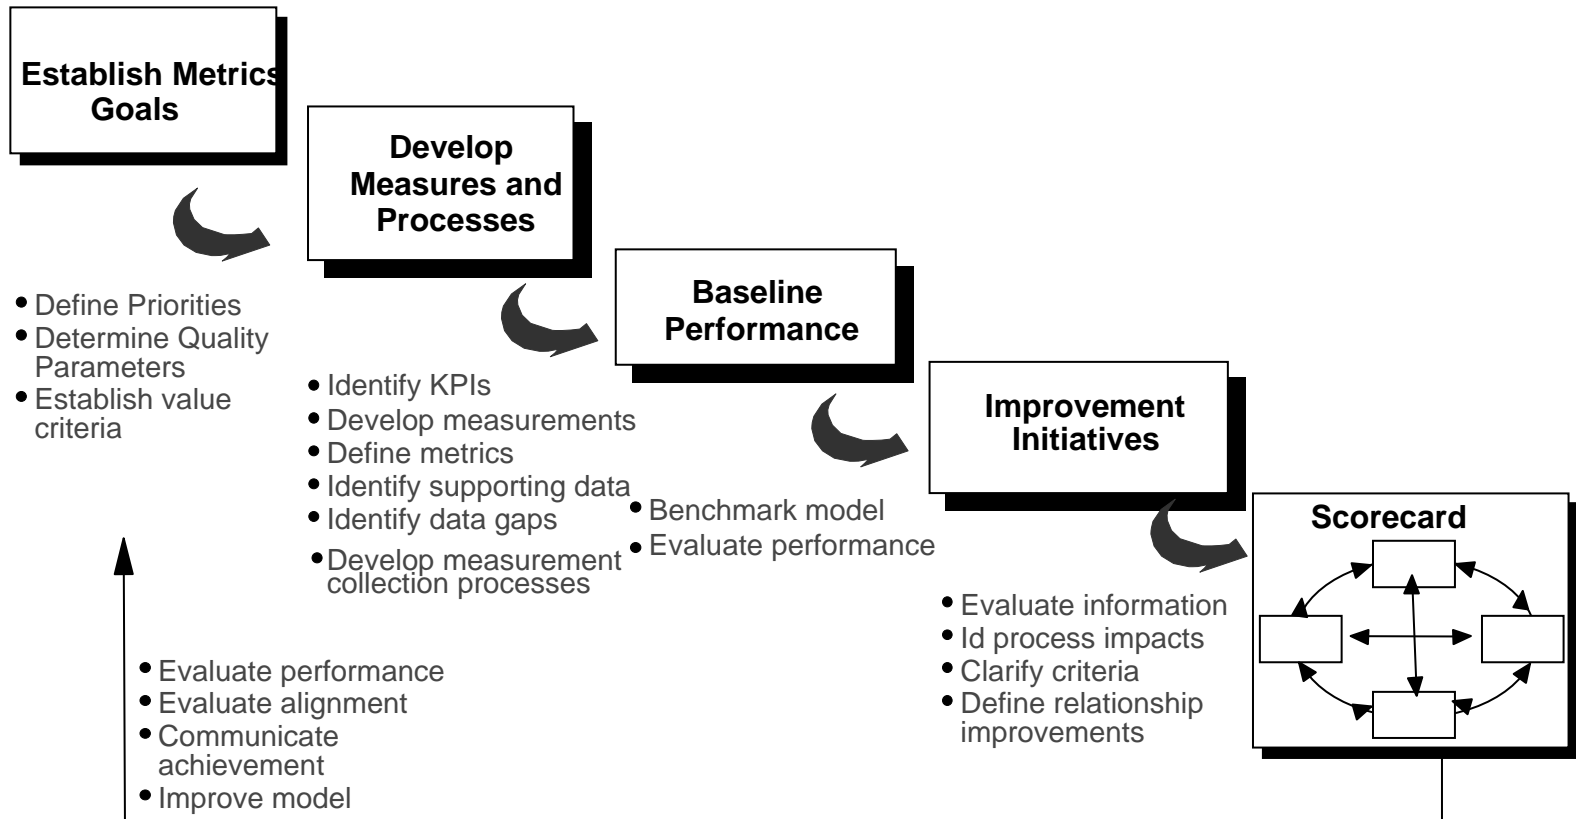 Establish Metrics
Goals
Develop
Measures and
Processes
Baseline
Performance
Improvement
Initiatives
Scorecard
• Define Priorities
• Determine Quality
Parameters
• Establish value
criteria
• Identify KPIs
• Develop measurements
• Define metrics
• Identify supporting data
• Identify data gaps
• Develop measurement
collection processes
• Benchmark model
• Evaluate performance
• Evaluate information
• Id process impacts
• Clarify criteria
• Define relationship
improvements
• Evaluate performance
• Evaluate alignment
• Communicate
achievement
• Improve model